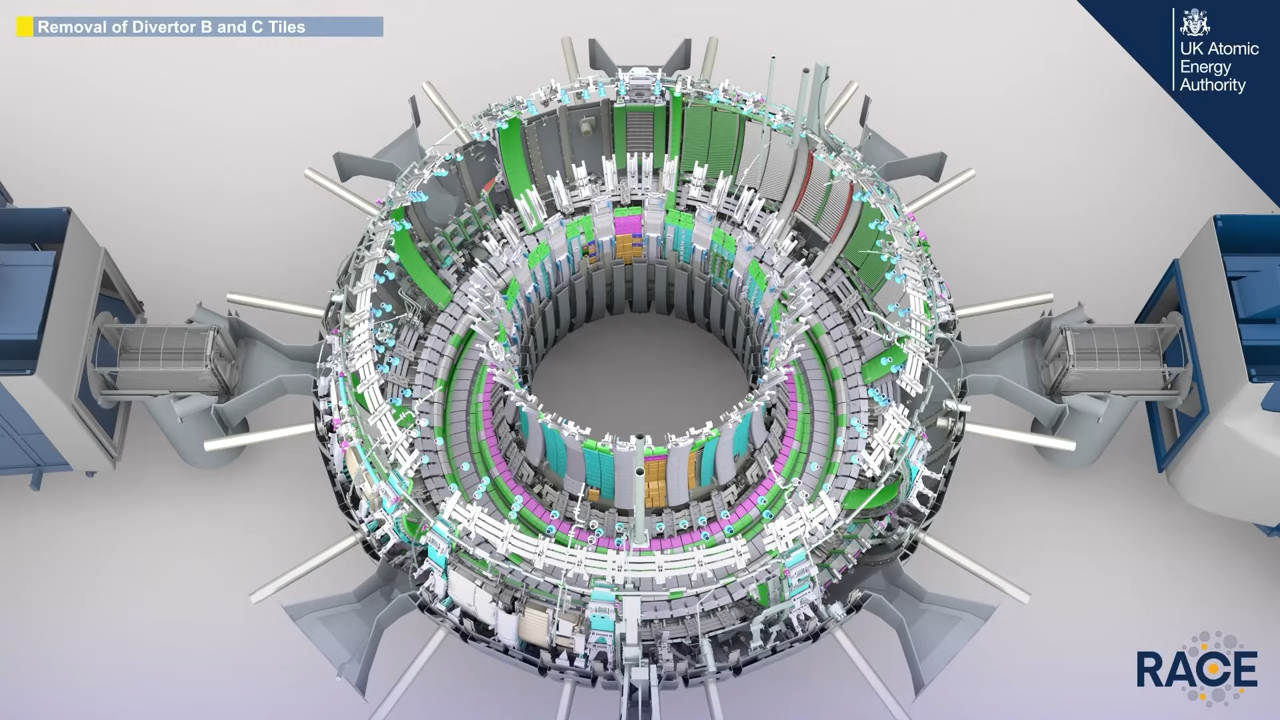 Removal of Divertor B and C Tiles
UK Atomic
Energy
Authority
RACE